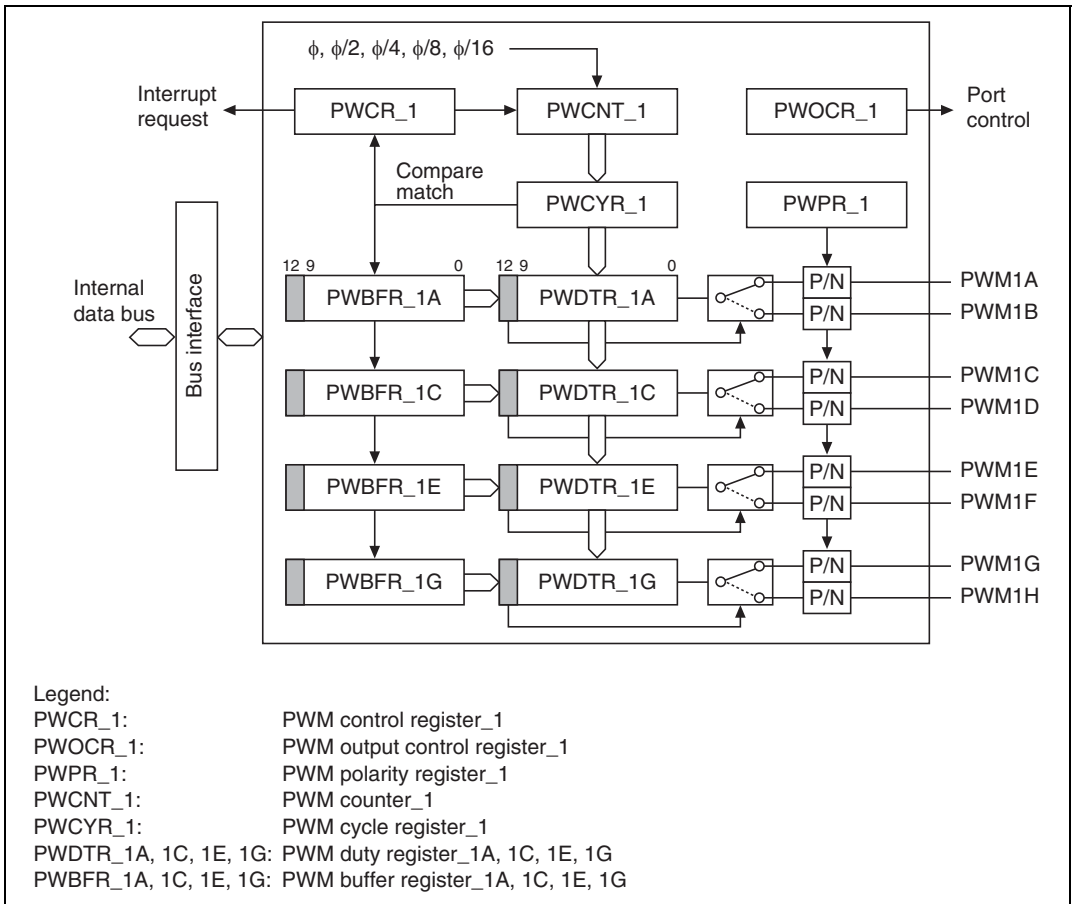 ϕ, ϕ/2, ϕ/4, ϕ/8, ϕ/16
Interrupt
request
PWCR_1
PWCNT_1
PWOCR_1
Port
control
Compare
match
PWCYR_1
PWPR_1
Internal
data bus
Bus interface
12 9 0
PWBFR_1A
12 9 0
PWDTR_1A
P/N
PWM1A
P/N
PWM1B
PWBFR_1C
PWDTR_1C
P/N
PWM1C
P/N
PWM1D
PWBFR_1E
PWDTR_1E
P/N
PWM1E
P/N
PWM1F
PWBFR_1G
PWDTR_1G
P/N
PWM1G
P/N
PWM1H
Legend:
PWCR_1: PWM control register_1
PWOCR_1: PWM output control register_1
PWPR_1: PWM polarity register_1
PWCNT_1: PWM counter_1
PWCYR_1: PWM cycle register_1
PWDTR_1A, 1C, 1E, 1G: PWM duty register_1A, 1C, 1E, 1G
PWBFR_1A, 1C, 1E, 1G: PWM buffer register_1A, 1C, 1E, 1G